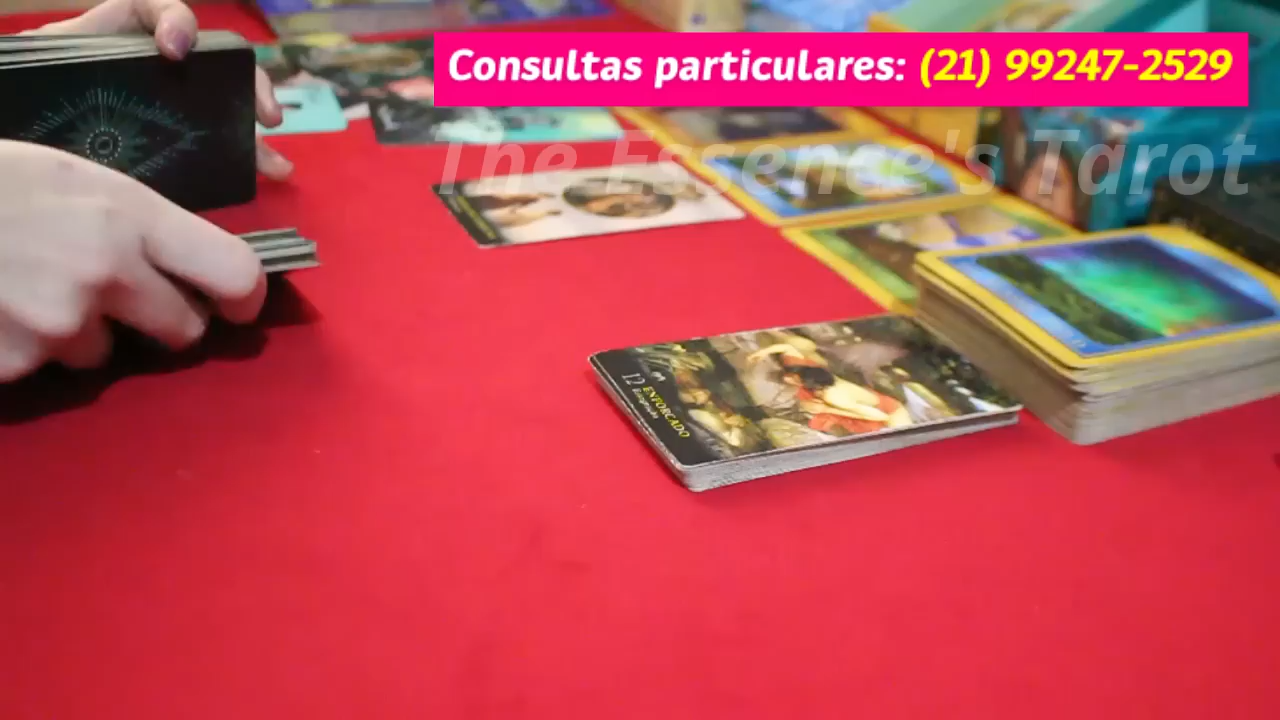 Consultas particulares: (21) 99247-2529
The Essence's Tarot
12
ENFORCADO